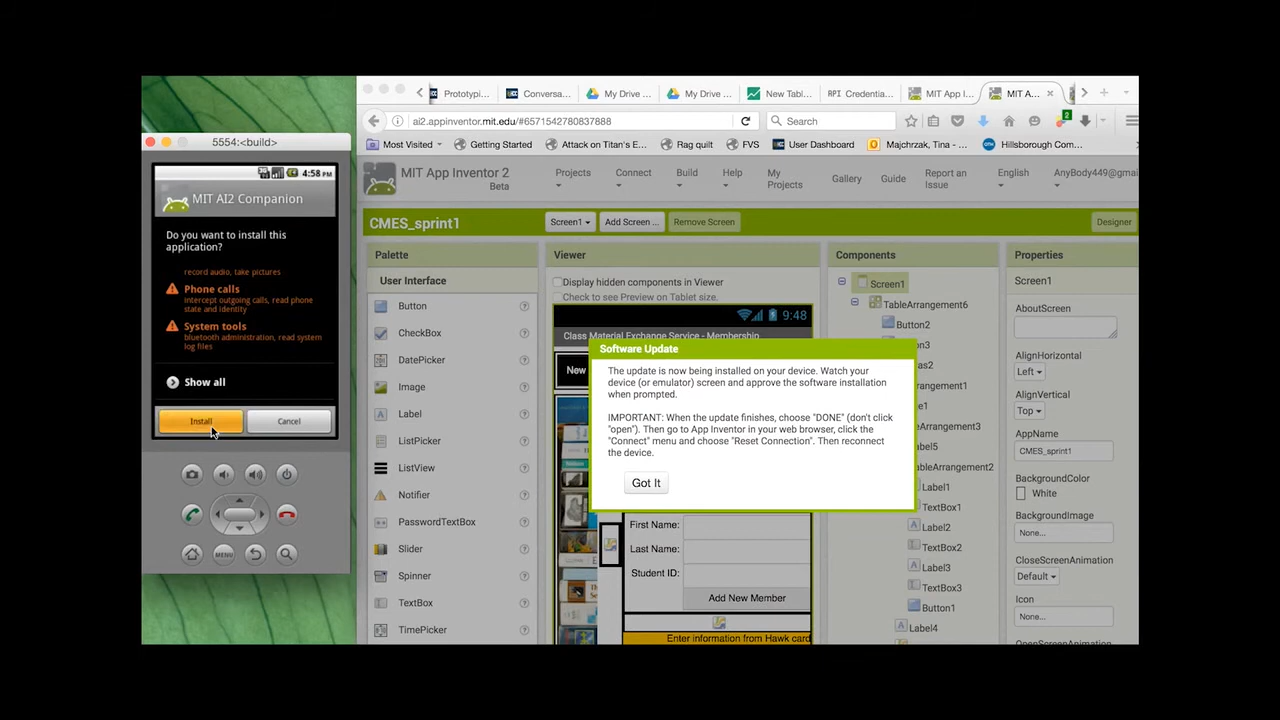 5554:<build>
4:58 PM
MIT AI2 Companion
Do you want to install this
application?
record audio, take pictures
Phone calls
intercept outgoing calls, read phone
state and identity
System tools
bluetooth administration, read system
log files
Show all
Install
Cancel
MENU
Prototypi...
Conversa...
My Drive ...
My Drive ...
New Tabl...
RPI Credentia...
MIT App I...
MIT A...
ai2.appinventor.mit.edu/#6571542780837888
Search
2
Most Visited
Getting Started
Attack on Titan's E...
Rag quilt
FVS
User Dashboard
Majchrzak, Tina - ...
Hillsborough Com...
MIT App Inventor 2
Beta
Projects
Connect
Build
Help
My
Projects
Gallery
Guide
Report an
Issue
English
AnyBody449@gmai
CMES_sprint1
Screen1
Add Screen ...
Remove Screen
Designer
Palette
User Interface
Button
CheckBox
DatePicker
Image
Label
ListPicker
ListView
Notifier
PasswordTextBox
Slider
Spinner
TextBox
TimePicker
Viewer
Display hidden components in Viewer
Check to see Preview on Tablet size.
9:48
Class Material Exchange Service - Membership
New
Software Update
The update is now being installed on your device. Watch your
device (or emulator) screen and approve the software installation
when prompted.
IMPORTANT: When the update finishes, choose "DONE" (don't click
"open"). Then go to App Inventor in your web browser, click the
"Connect" menu and choose "Reset Connection". Then reconnect
the device.
Got It
First Name:
Last Name:
Student ID:
Add New Member
Enter information from Hawk card
Components
Screen1
TableArrangement6
Button2
n3
as2
angement1
e1
angement3
el5
leArrangement2
Label1
TextBox1
Label2
TextBox2
Label3
TextBox3
Button1
Label4
Properties
Screen1
AboutScreen
AlignHorizontal
Left
AlignVertical
Top
AppName
CMES_sprint1
BackgroundColor
White
BackgroundImage
None...
CloseScreenAnimation
Default
Icon
None...
OpenScreenAnimation